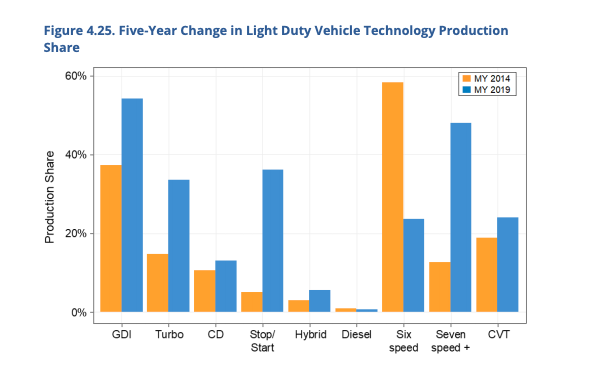 Figure 4.25. Five-Year Change in Light Duty Vehicle Technology Production
Share
MY 2014
MY 2019
60%
40%
20%
0%
Production Share
GDI
Turbo
CD
Stop/
Start
Hybrid
Diesel
Six
speed
Seven
speed +
CVT